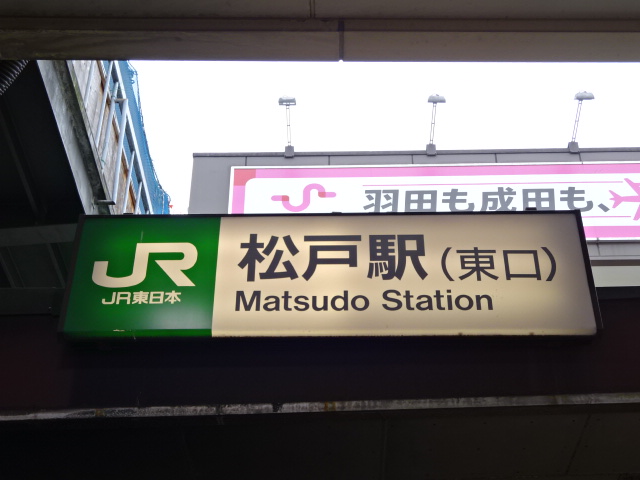 羽田も成田も、
JR
JR東日本
松戸駅(東口)
Matsudo Station